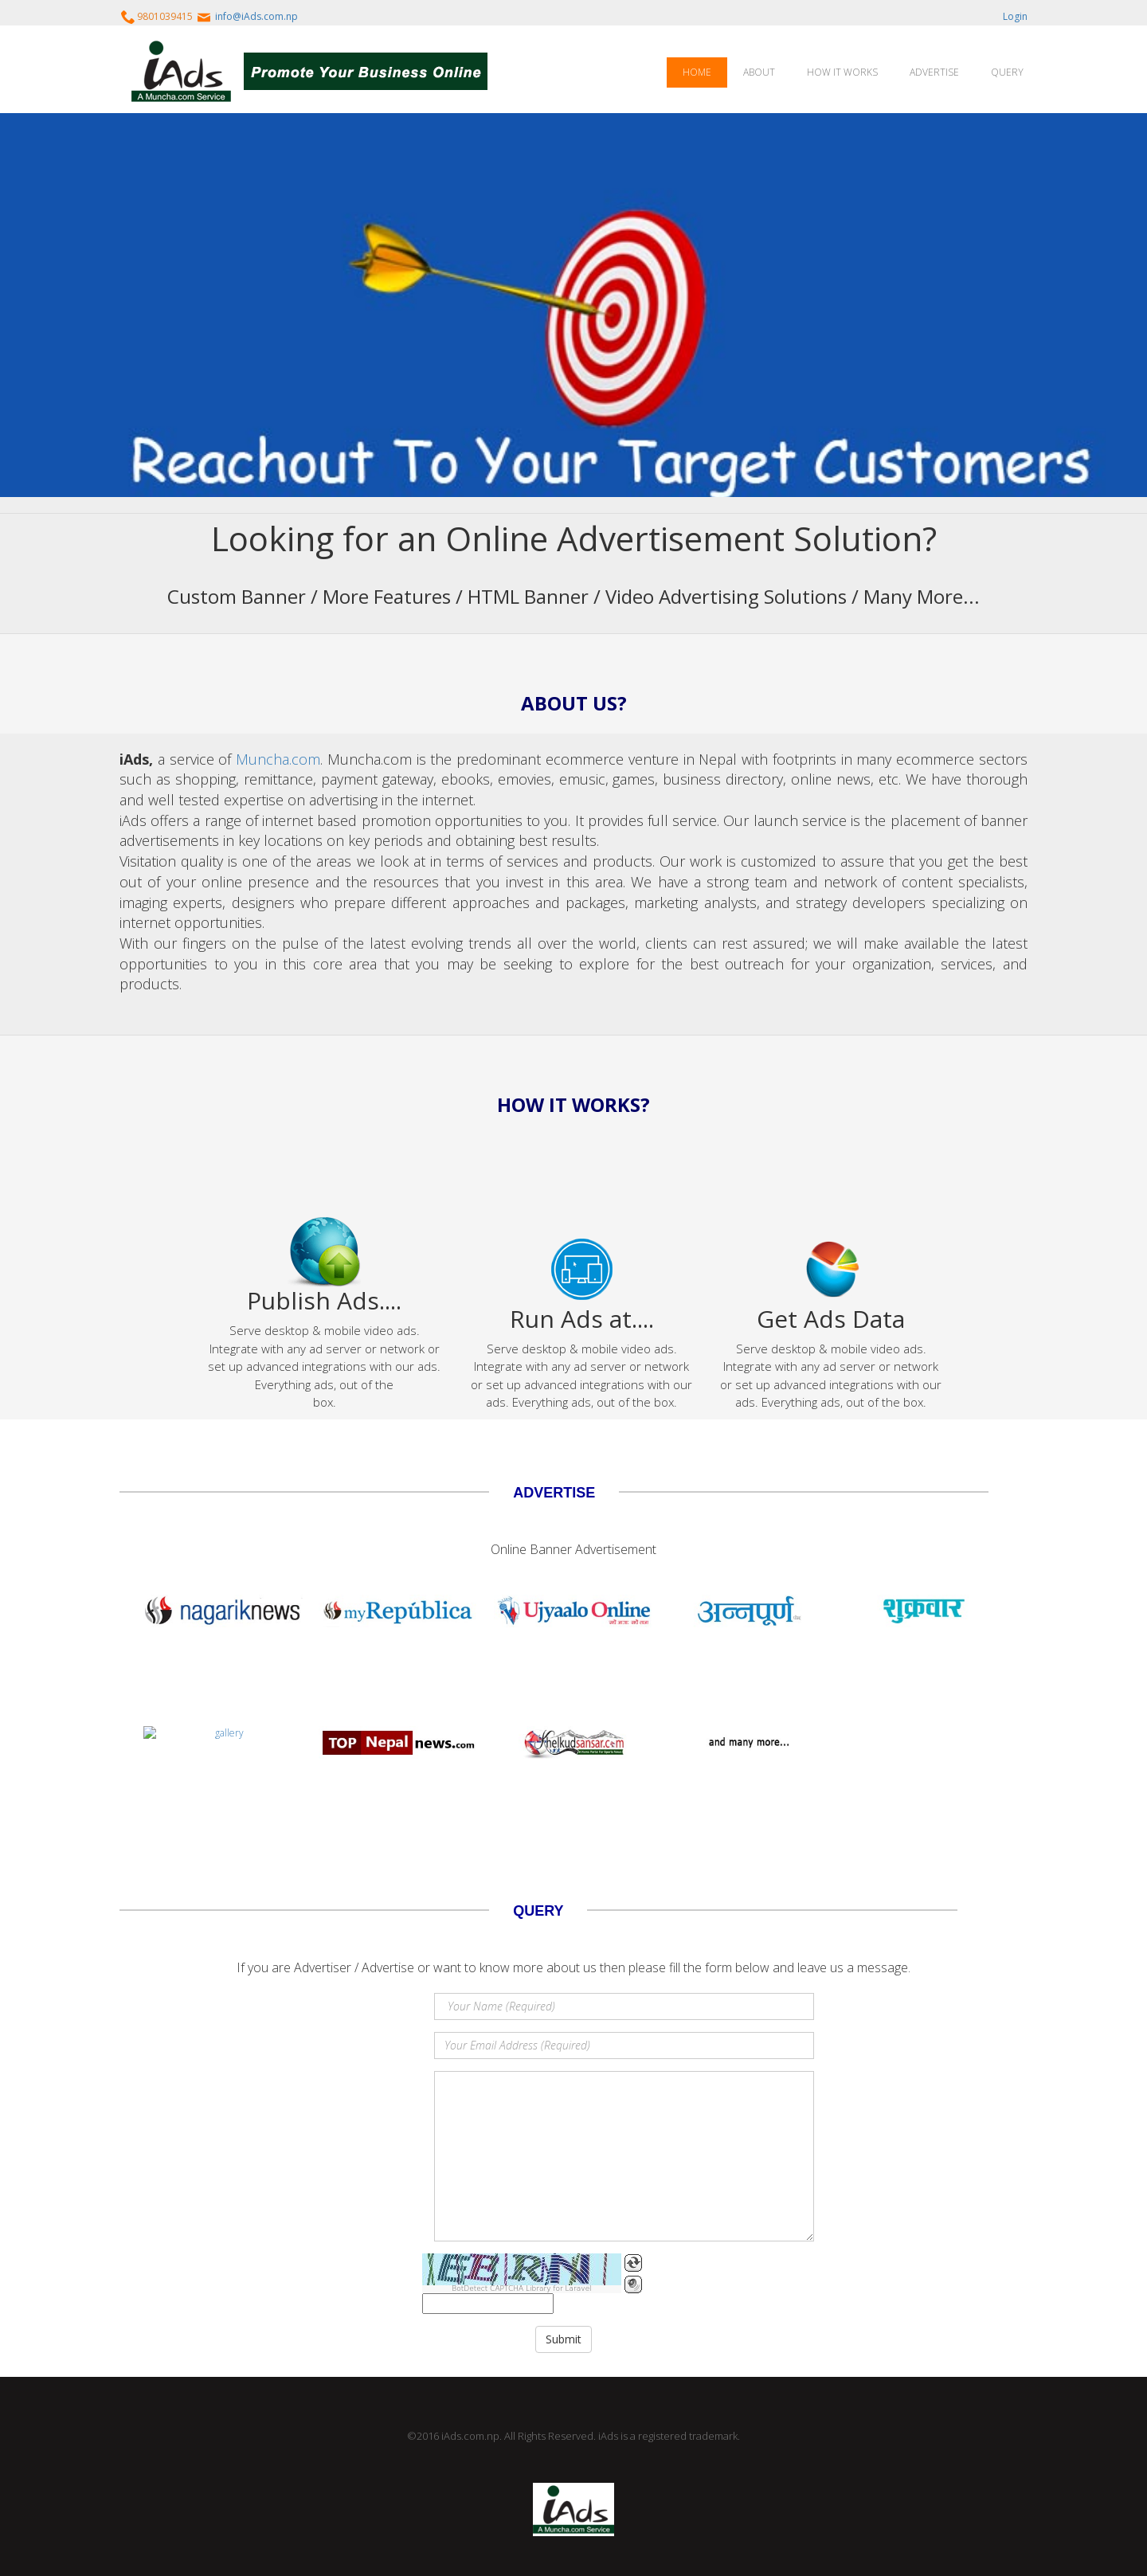 9801039415 info@iAds.com.np
Login
iAds
A Muncha.com Service
Promote Your Business Online
HOME ABOUT HOW IT WORKS ADVERTISE QUERY
Reachout To Your Target Customers
Looking for an Online Advertisement Solution?
Custom Banner / More Features / HTML Banner / Video Advertising Solutions / Many More...
ABOUT US?
iAds, a service of Muncha.com. Muncha.com is the predominant ecommerce venture in Nepal with footprints in many ecommerce sectors
such as shopping, remittance, payment gateway, ebooks, emovies, emusic, games, business directory, online news, etc. We have thorough
and well tested expertise on advertising in the internet.
iAds offers a range of internet based promotion opportunities to you. It provides full service. Our launch service is the placement of banner
advertisements in key locations on key periods and obtaining best results.
Visitation quality is one of the areas we look at in terms of services and products. Our work is customized to assure that you get the best
out of your online presence and the resources that you invest in this area. We have a strong team and network of content specialists,
imaging experts, designers who prepare different approaches and packages, marketing analysts, and strategy developers specializing on
internet opportunities.
With our fingers on the pulse of the latest evolving trends all over the world, clients can rest assured; we will make available the latest
opportunities to you in this core area that you may be seeking to explore for the best outreach for your organization, services, and
products.
HOW IT WORKS?
Publish Ads....
Serve desktop & mobile video ads.
Integrate with any ad server or network or
set up advanced integrations with our ads.
Everything ads, out of the
box.
Run Ads at....
Serve desktop & mobile video ads.
Integrate with any ad server or network
or set up advanced integrations with our
ads. Everything ads, out of the box.
Get Ads Data
Serve desktop & mobile video ads.
Integrate with any ad server or network
or set up advanced integrations with our
ads. Everything ads, out of the box.
ADVERTISE
Online Banner Advertisement
nagariknews
myRepública
Ujyaalo Online
अन्नपूर्ण
शुक्रवार
gallery
TOP Nepal news.com
khelkudsansar.com
and many more...
QUERY
If you are Advertiser / Advertise or want to know more about us then please fill the form below and leave us a message.
Your Name (Required)
Your Email Address (Required)
BotDetect CAPTCHA Library for Laravel
Submit
©2016 iAds.com.np. All Rights Reserved. iAds is a registered trademark.
iAds
A Muncha.com Service